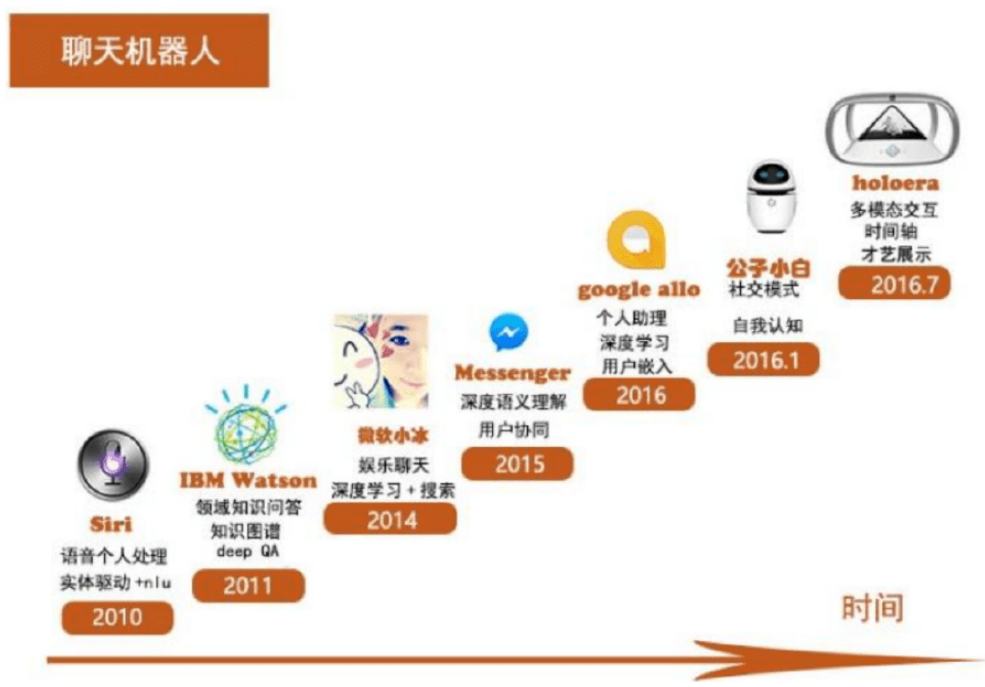 聊天机器人
Siri
语音个人处理
实体驱动+nlu
2010
IBM Watson
领域知识问答
知识图谱
deep QA
2011
微软小冰
娱乐聊天
深度学习+搜索
2014
Messenger
深度语义理解
用户协同
2015
google allo
个人助理
深度学习
用户嵌入
2016
公子小白
社交模式
自我认知
2016.1
holoera
多模态交互
时间轴
才艺展示
2016.7
时间